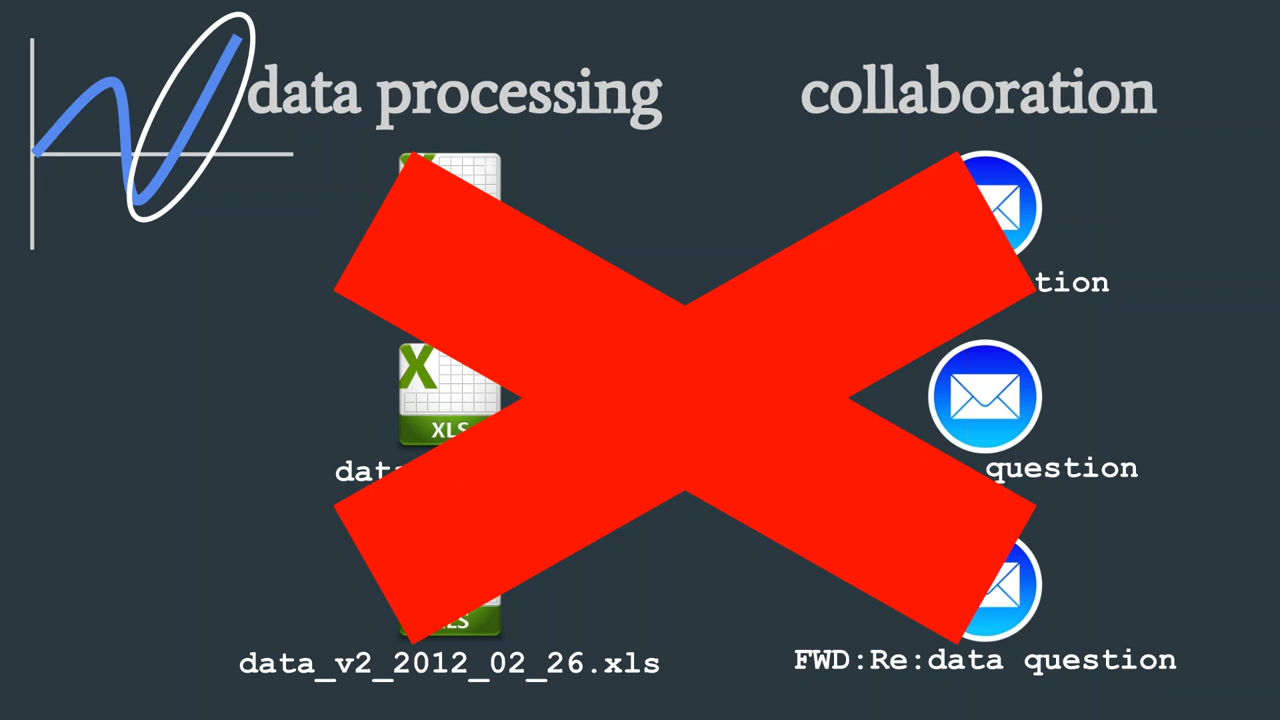 data processing
collaboration
tion
X
XLS
question
data_v2_2012_02_26.xls
FWD:Re:data question